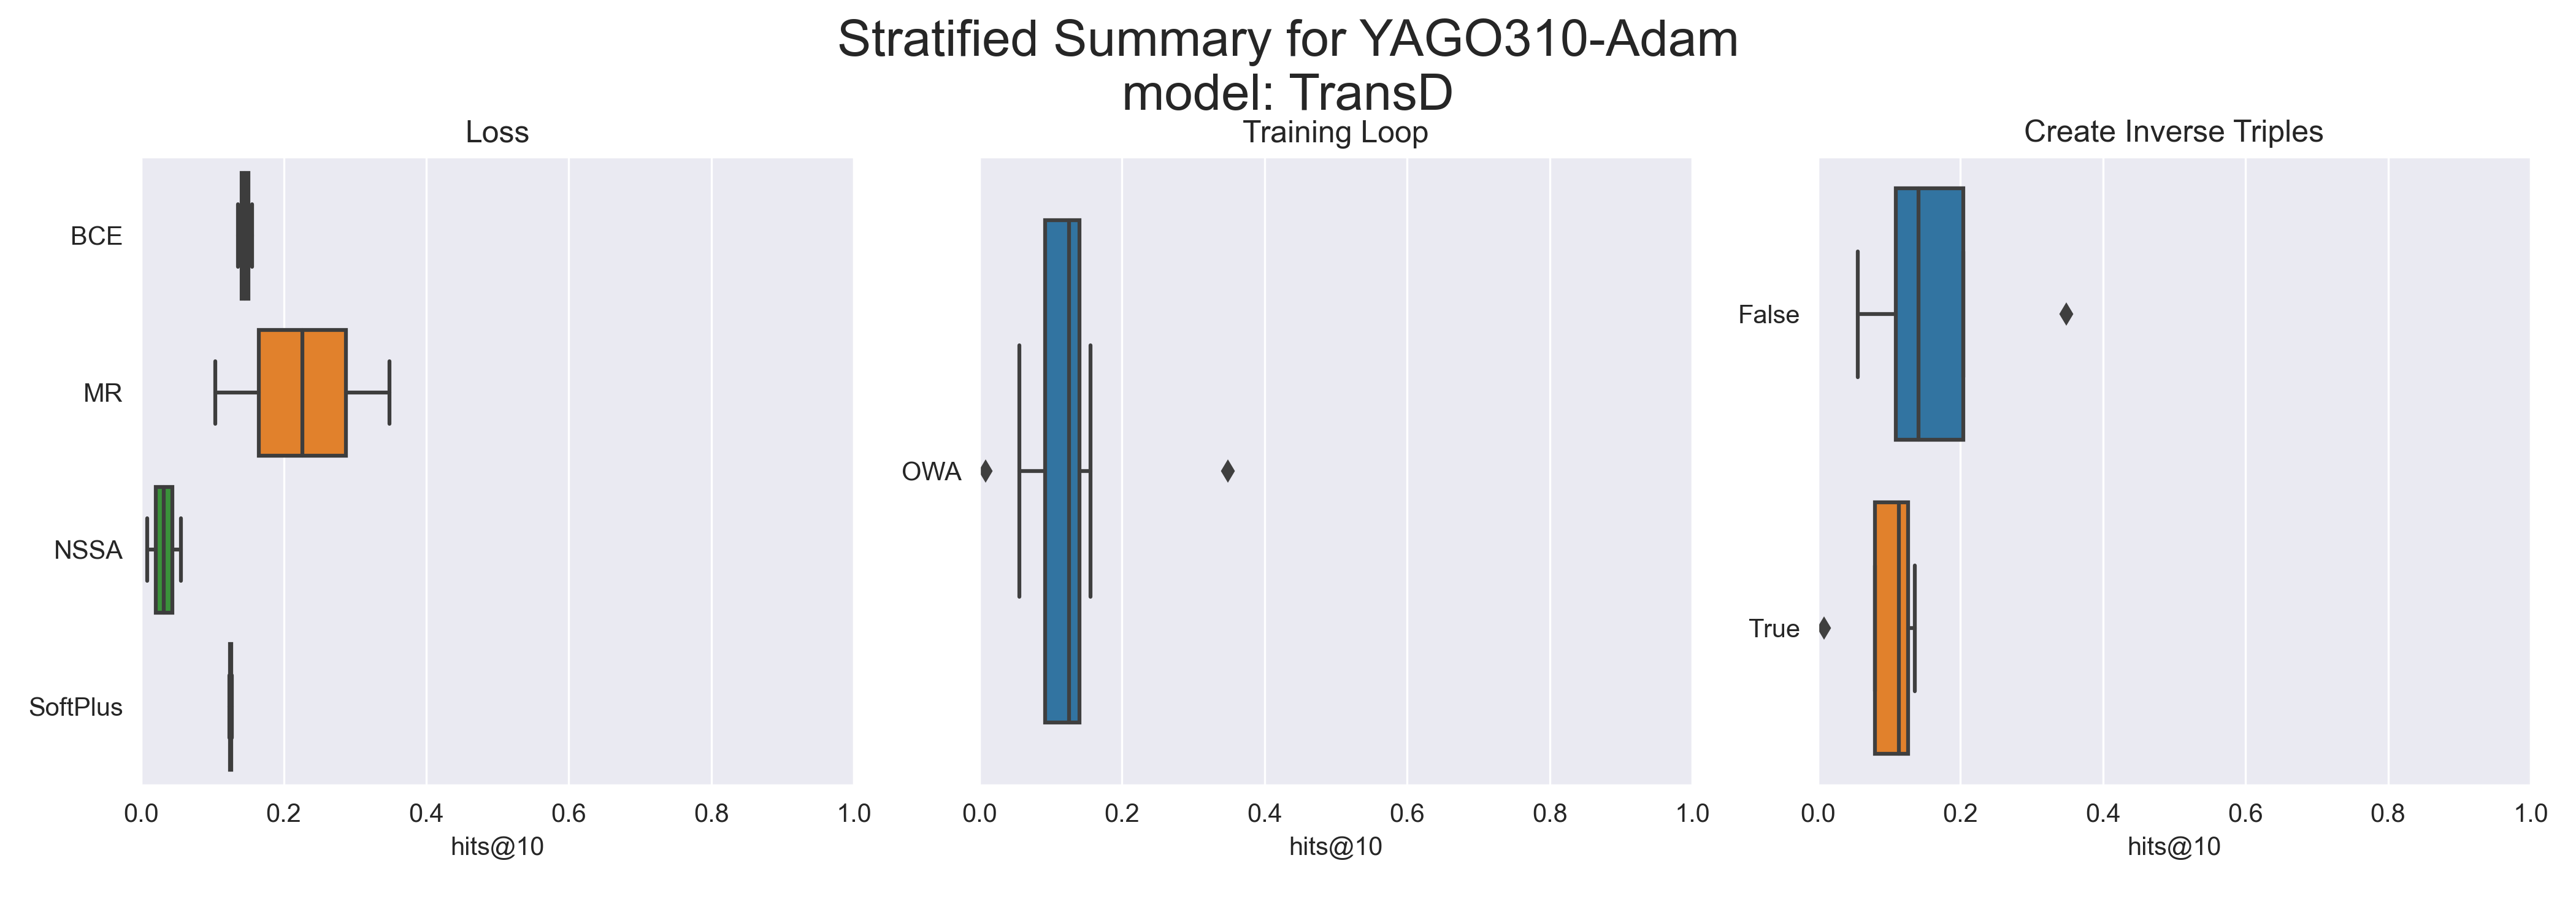 Stratified Summary for YAGO310-Adam
model: TransD
Loss
BCE
MR
NSSA
SoftPlus
0.0 0.2 0.4 0.6 0.8 1.0
hits@10
Training Loop
OWA
0.0 0.2 0.4 0.6 0.8 1.0
hits@10
Create Inverse Triples
False
True
0.0 0.2 0.4 0.6 0.8 1.0
hits@10